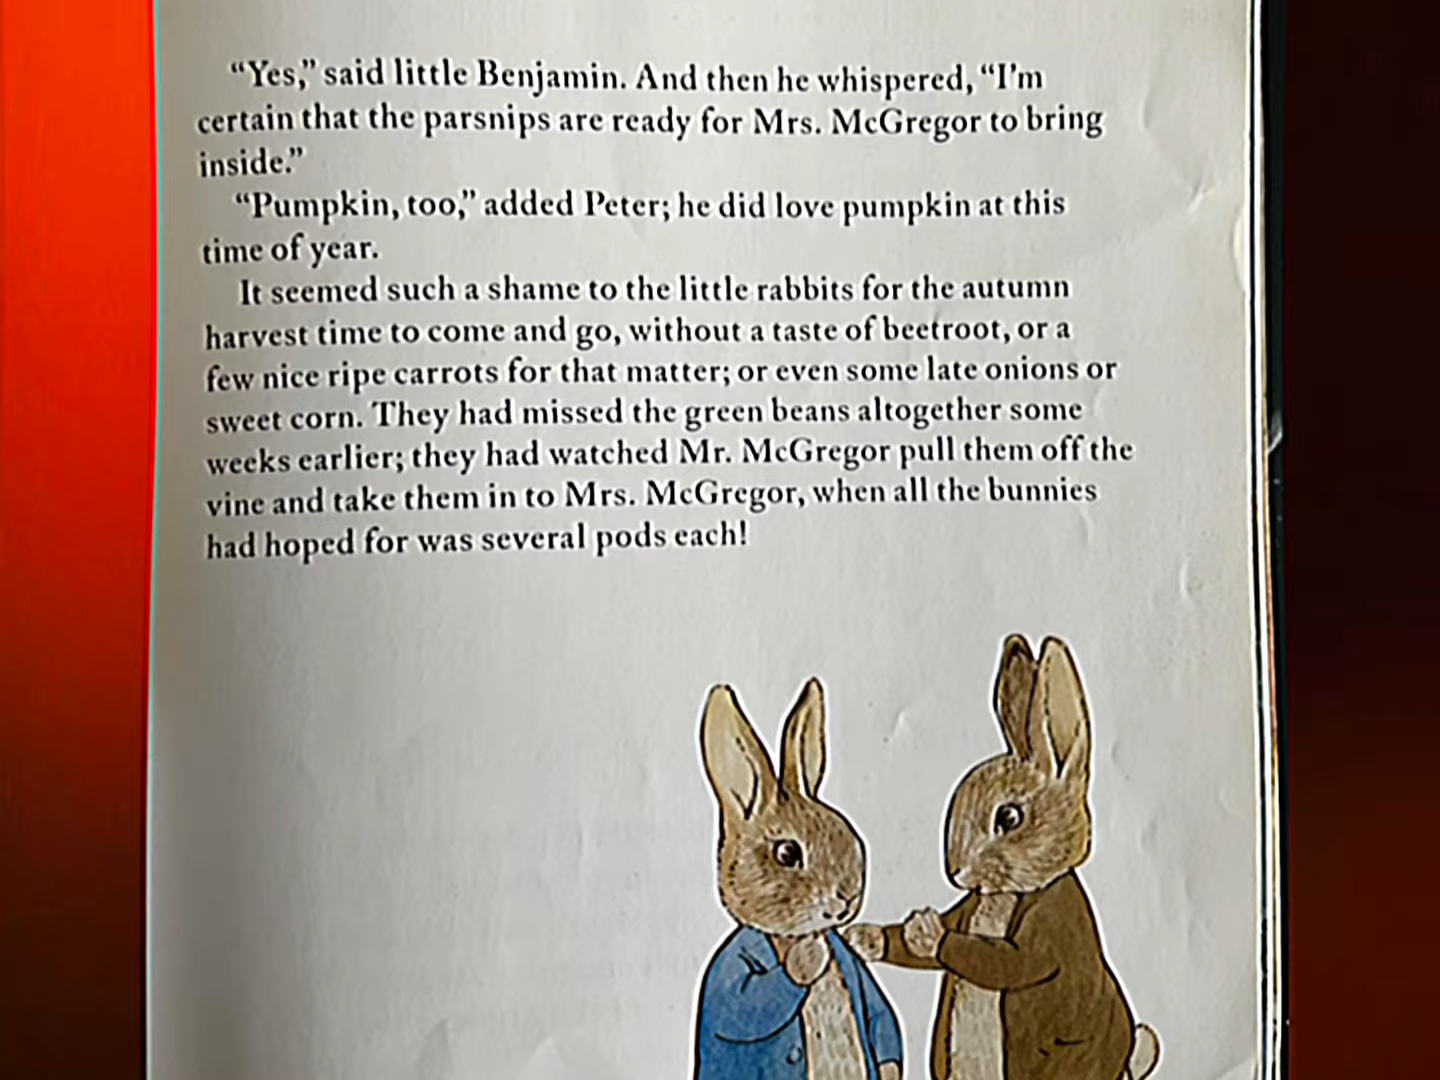 “Yes,” said little Benjamin. And then he whispered, “I’m
certain that the parsnips are ready for Mrs. McGregor to bring
inside.”
“Pumpkin, too,” added Peter; he did love pumpkin at this
time of year.
It seemed such a shame to the little rabbits for the autumn
harvest time to come and go, without a taste of beetroot, or a
few nice ripe carrots for that matter; or even some late onions or
sweet corn. They had missed the green beans altogether some
weeks earlier; they had watched Mr. McGregor pull them off the
vine and take them in to Mrs. McGregor, when all the bunnies
had hoped for was several pods each!